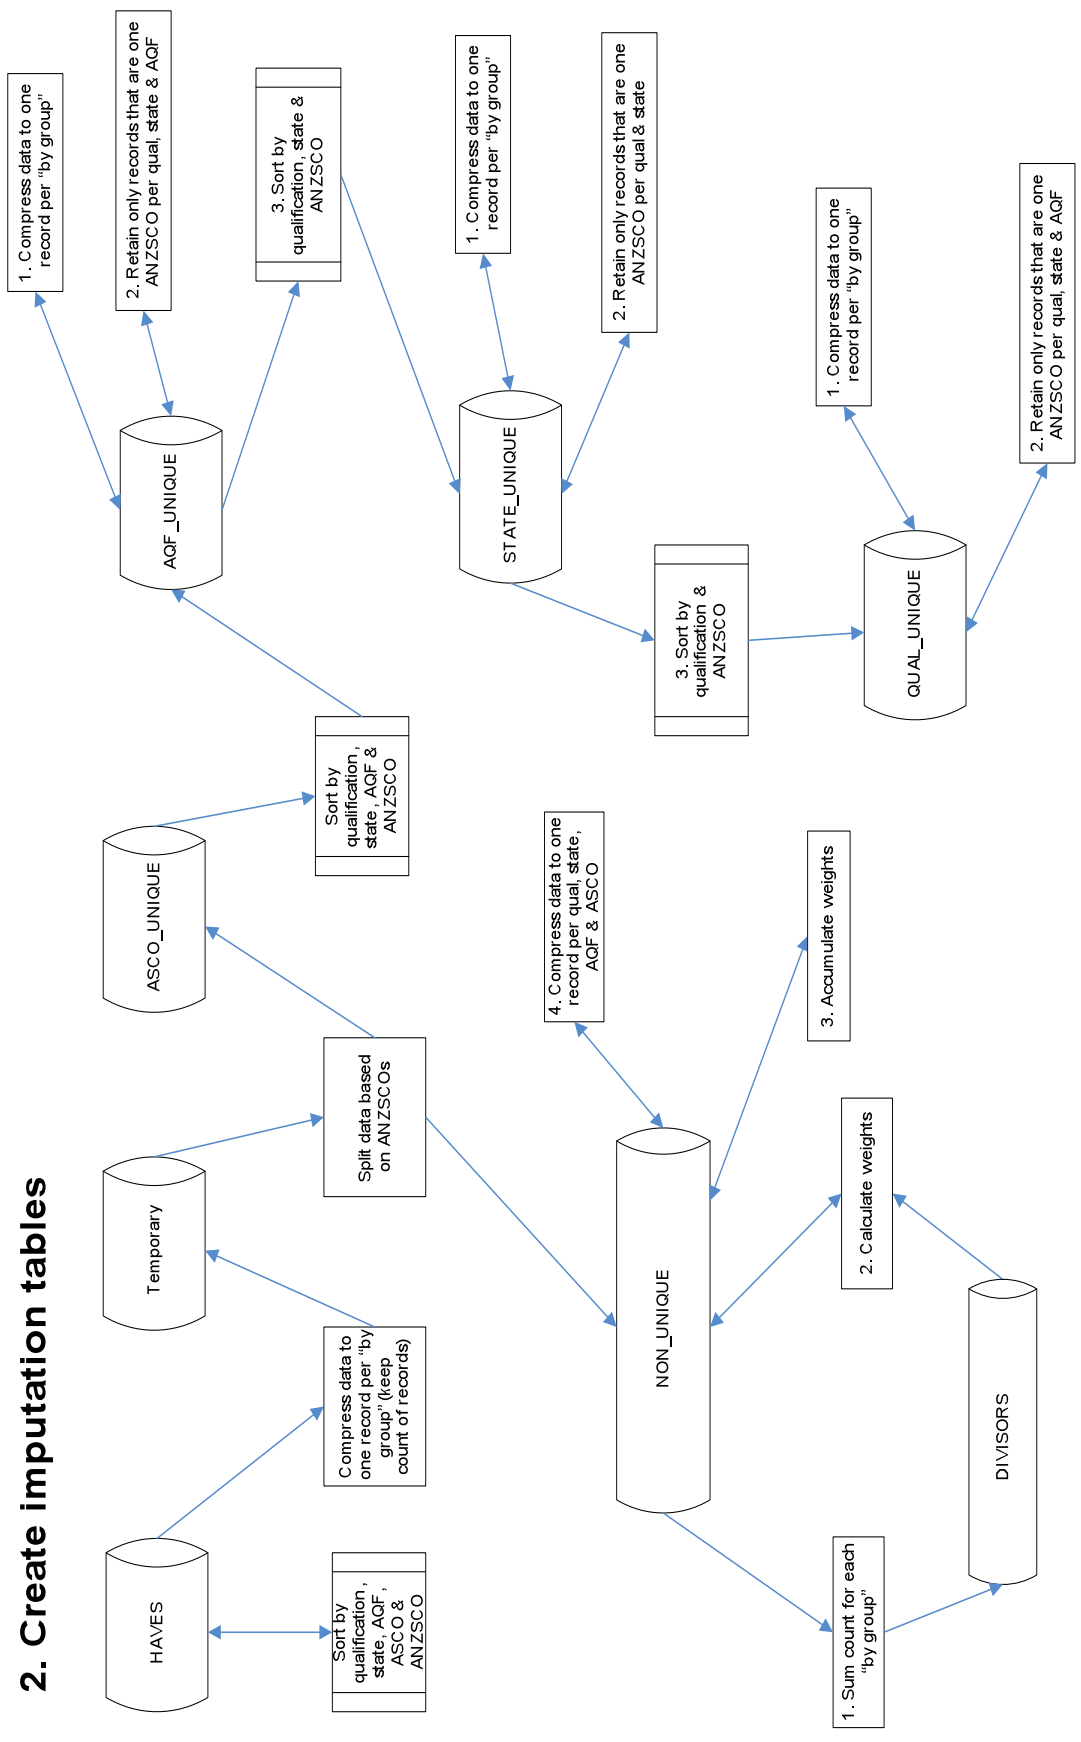 2. Create imputation tables
HAVES
Sort by
qualification,
state, AQF,
ASCO &
ANZSCO
Compress data to
one record per “by
group” (keep
count of records)
Temporary
Split data based
on ANZSCOs
ASCO_UNIQUE
Sort by
qualification,
state, AQF &
ANZSCO
AQF_UNIQUE
1. Compress data to one
record per “by group”
2. Retain only records that are one
ANZSCO per qual, state & AQF
3. Sort by
qualification, state &
ANZSCO
STATE_UNIQUE
1. Compress data to one
record per “by group”
2. Retain only records that are one
ANZSCO per qual & state
3. Sort by
qualification &
ANZSCO
QUAL_UNIQUE
1. Compress data to one
record per “by group”
2. Retain only records that are one
ANZSCO per qual, state & AQF
NON_UNIQUE
1. Sum count for each
“by group”
DIVISORS
2. Calculate weights
3. Accumulate weights
4. Compress data to one
record per qual, state,
AQF & ASCO